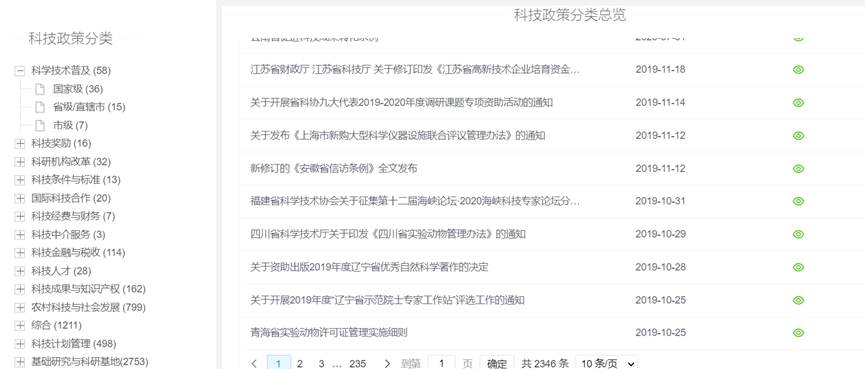 科技政策分类
科学技术普及 (58)
国家级 (36)
省级/直辖市 (15)
市级 (7)
科技奖励 (16)
科研机构改革 (32)
科技条件与标准 (13)
国际科技合作 (20)
科技经费与财务 (7)
科技中介服务 (3)
科技金融与税收 (114)
科技人才 (28)
科技成果与知识产权 (162)
农村科技与社会发展 (799)
综合 (1211)
科技计划管理 (498)
基础研究与科研基地(2753)
科技政策分类总览
江苏省财政厅 江苏省科技厅 关于修订印发《江苏省高新技术企业培育资金... 2019-11-18
关于开展省科协九大代表2019-2020年度调研课题专项资助活动的通知 2019-11-14
关于发布《上海市新购大型科学仪器设施联合评议管理办法》的通知 2019-11-12
新修订的《安徽省信访条例》全文发布 2019-11-12
福建省科学技术协会关于征集第十二届海峡论坛·2020海峡科技专家论坛分... 2019-10-31
四川省科学技术厅关于印发《四川省实验动物管理办法》的通知 2019-10-29
关于资助出版2019年度辽宁省优秀自然科学著作的决定 2019-10-28
关于开展2019年度“辽宁省示范院士专家工作站”评选工作的通知 2019-10-25
青海省实验动物许可证管理实施细则 2019-10-25
1 2 3 ... 235 到第 1 页 确定 共 2346 条 10 条/页